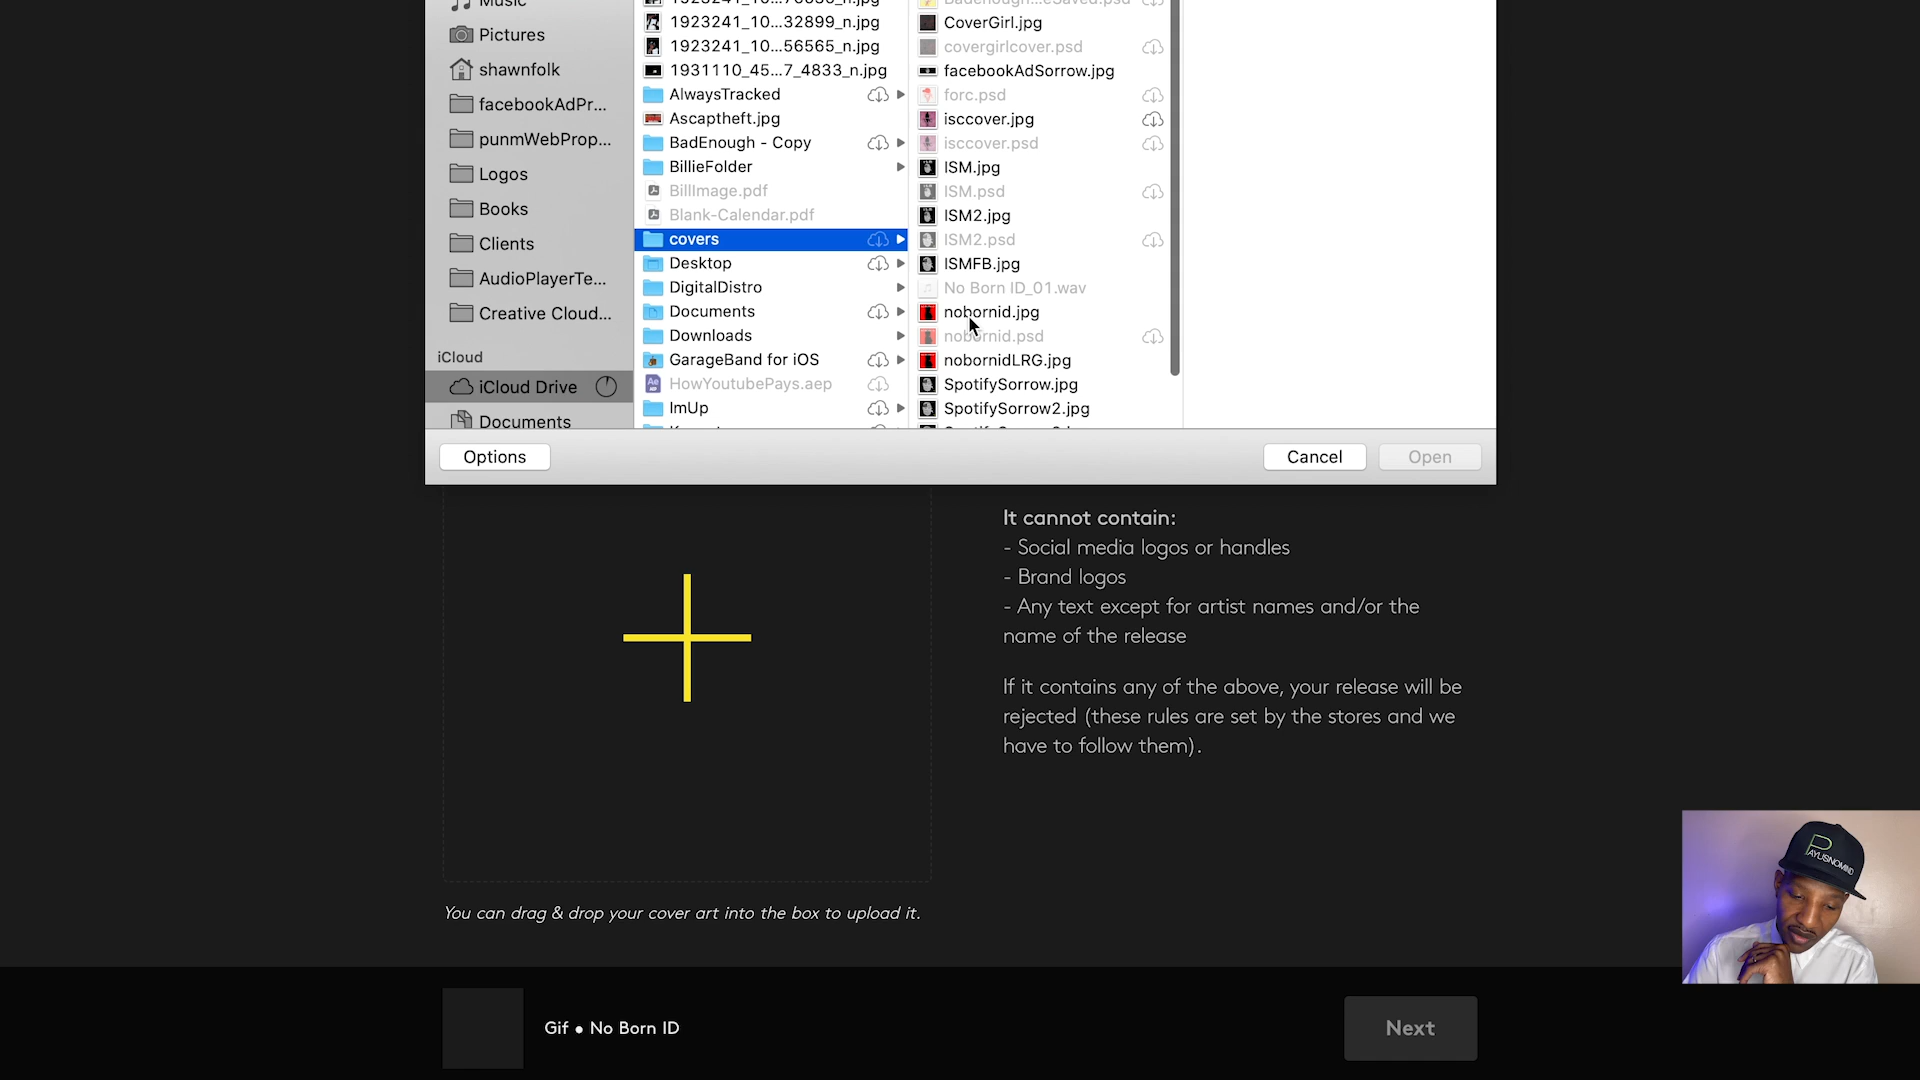 Music
Pictures
shawnfolk
facebookAdPr...
punmWebProp...
Logos
Books
Clients
AudioPlayerTe...
Creative Cloud...
iCloud
iCloud Drive
Documents
1923241_10...32899_n.jpg
1923241_10...56565_n.jpg
1931110_45...7_4833_n.jpg
AlwaysTracked
Ascaptheft.jpg
BadEnough - Copy
BillieFolder
BillImage.pdf
Blank-Calendar.pdf
covers
Desktop
DigitalDistro
Documents
Downloads
GarageBand for iOS
HowYoutubePays.aep
ImUp
CoverGirl.jpg
covergirlcover.psd
facebookAdSorrow.jpg
forc.psd
isccover.jpg
isccover.psd
ISM.jpg
ISM.psd
ISM2.jpg
ISM2.psd
ISMFB.jpg
No Born ID_01.wav
nobornid.jpg
nobornid.psd
nobornidLRG.jpg
SpotifySorrow.jpg
SpotifySorrow2.jpg
Options
Cancel
Open
It cannot contain:
- Social media logos or handles
- Brand logos
- Any text except for artist names and/or the
name of the release
If it contains any of the above, your release will be
rejected (these rules are set by the stores and we
have to follow them).
You can drag & drop your cover art into the box to upload it.
PAYUSNOMIND
Gif • No Born ID
Next